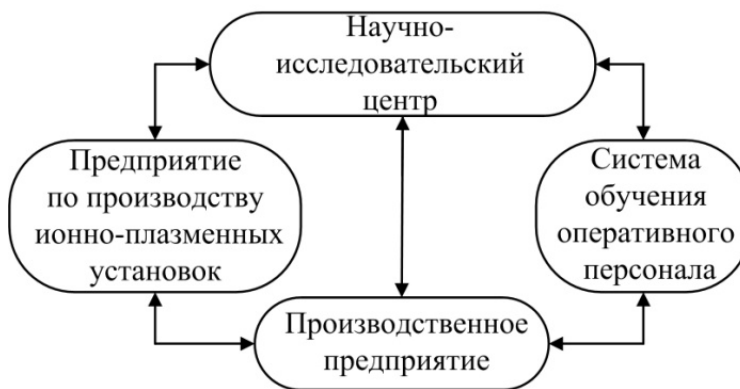 Научно-
исследовательский
центр
Предприятие
по производству
ионно-плазменных
установок
Система
обучения
оперативного
персонала
Производственное
предприятие